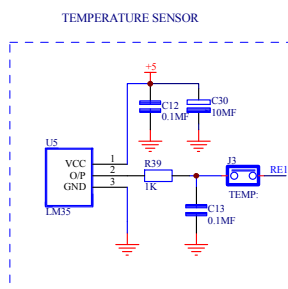 TEMPERATURE SENSOR
+5
C12
0.1MF
C30
10MF
U5
VCC 1
O/P 2
GND 3
LM35
R39
1K
J3
TEMP:
RE1
C13
0.1MF